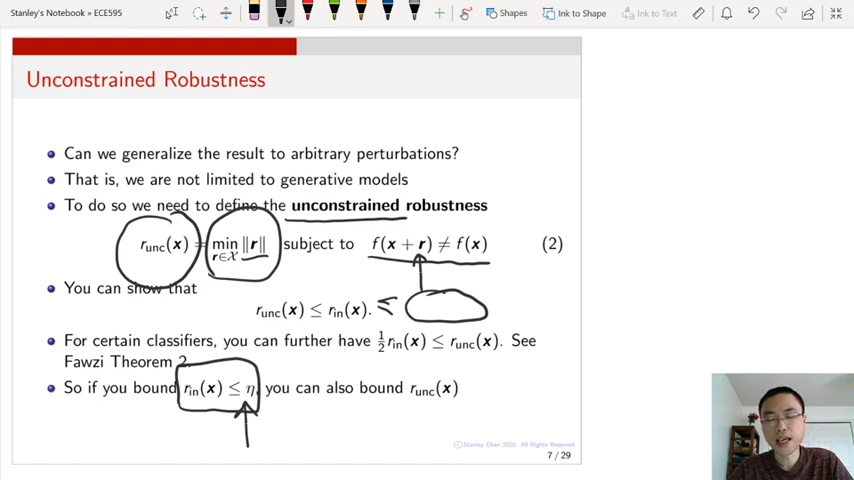 Stanley's Notebook » ECE595
Shapes
Ink to Shape
Ink to Text
Unconstrained Robustness
Can we generalize the result to arbitrary perturbations?
That is, we are not limited to generative models
To do so we need to define the unconstrained robustness
r_unc(x) = min_{r∈X} ‖r‖ subject to f(x + r) ≠ f(x) (2)
You can show that
r_unc(x) ≤ r_in(x). ≤
For certain classifiers, you can further have ½r_in(x) ≤ r_unc(x). See
Fawzi Theorem 2.
So if you bound r_in(x) ≤ η, you can also bound r_unc(x)
©Stanley Chan 2020. All Rights Reserved.
7 / 29